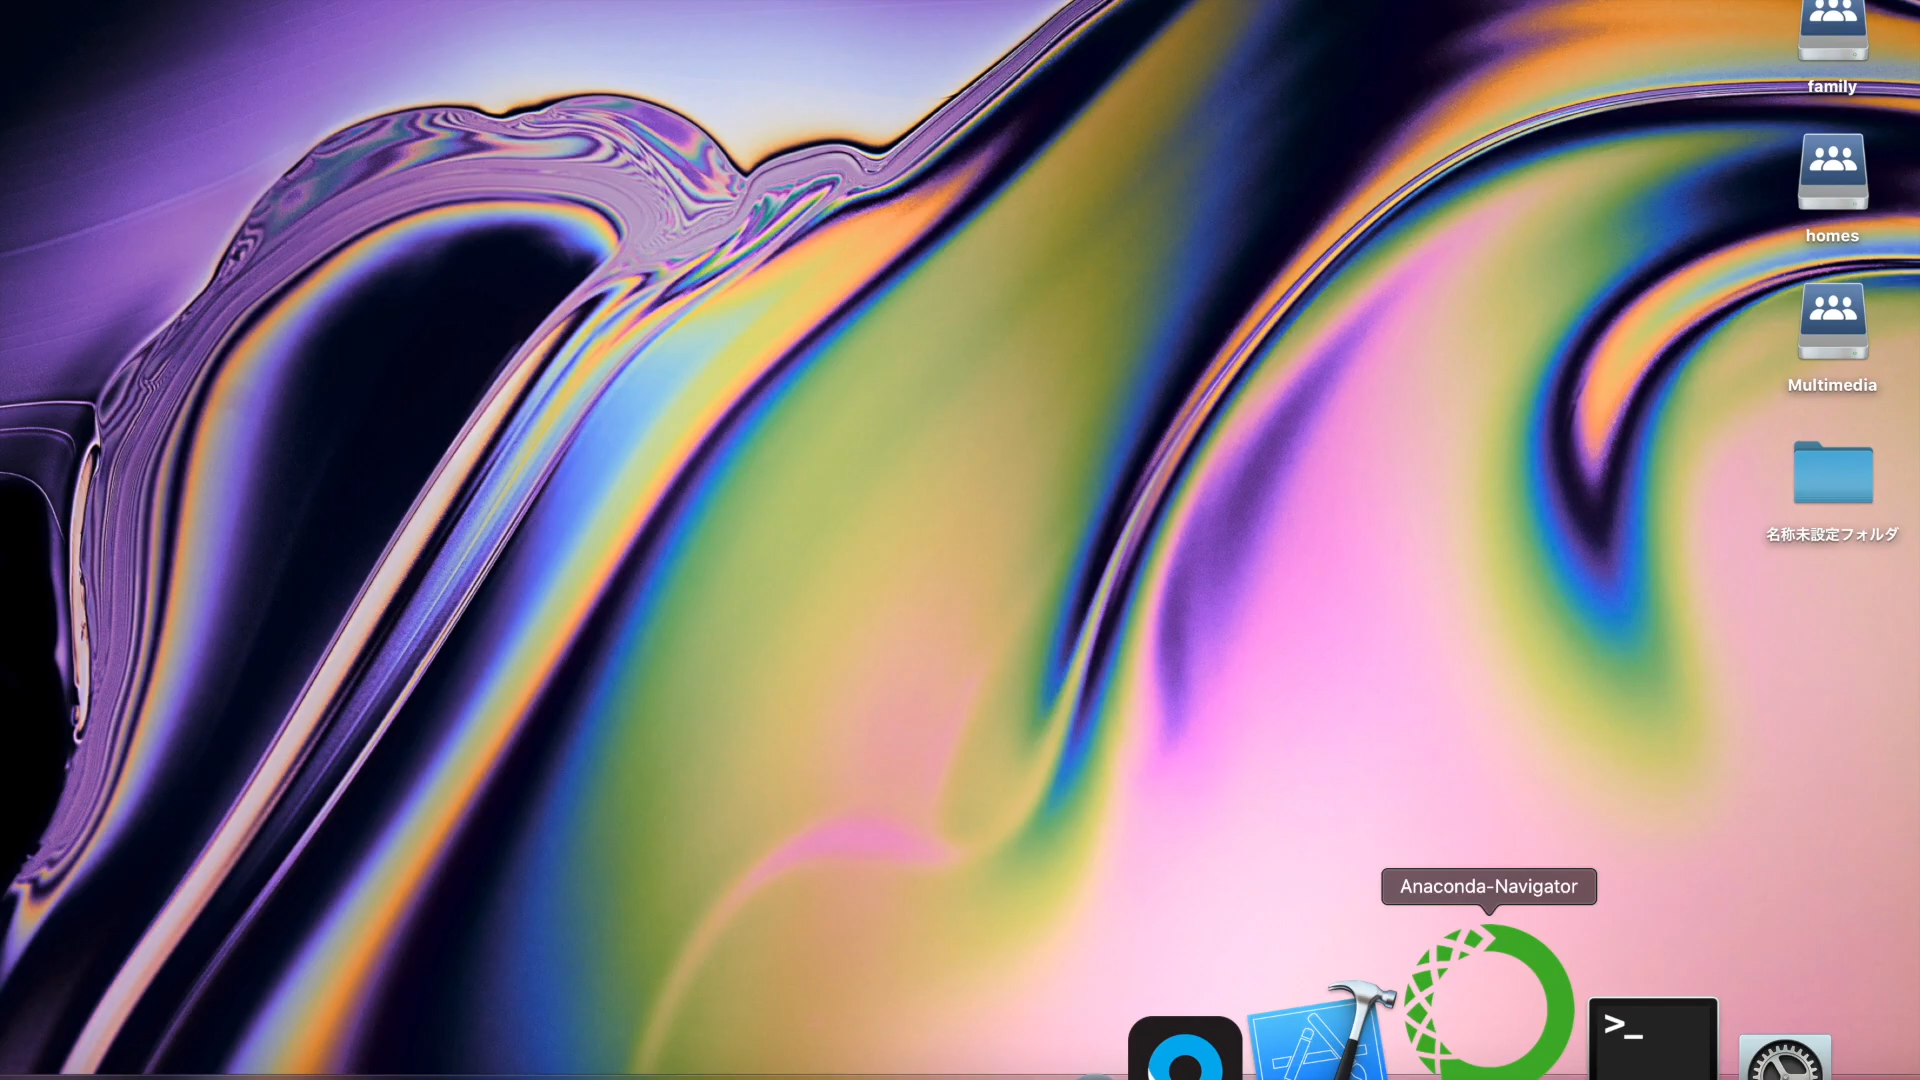 family
homes
Multimedia
名称未設定フォルダ
Anaconda-Navigator
>_